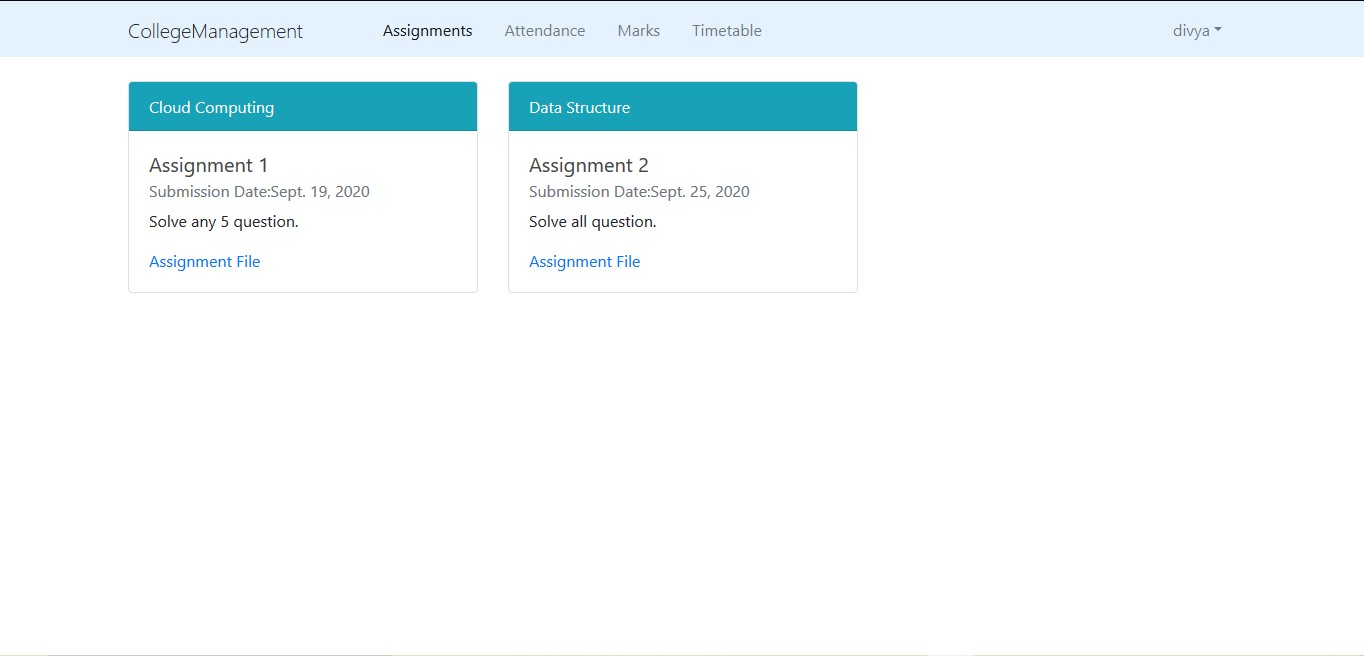 CollegeManagement Assignments Attendance Marks Timetable divya
Cloud Computing
Assignment 1
Submission Date:Sept. 19, 2020
Solve any 5 question.
Assignment File
Data Structure
Assignment 2
Submission Date:Sept. 25, 2020
Solve all question.
Assignment File